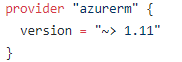 provider "azurerm" {
  version = "~> 1.11"
}